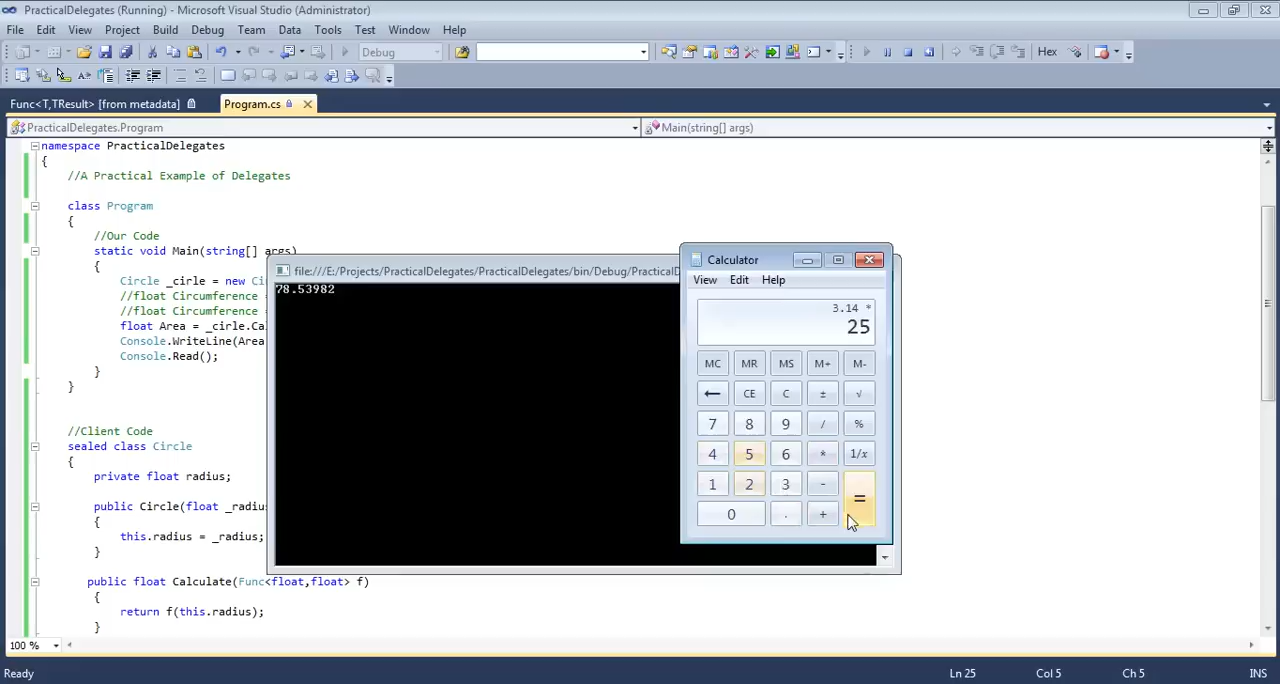 PracticalDelegates (Running) - Microsoft Visual Studio (Administrator)
File Edit View Project Build Debug Team Data Tools Test Window Help
Debug
Hex
Func<T,TResult> [from metadata] Program.cs
PracticalDelegates.Program Main(string[] args)
namespace PracticalDelegates
{
//A Practical Example of Delegates
class Program
{
//Our Code
static void Main(string[] args)
{
Circle _cirle = new Ci
//float Circumference =
//float Circumference =
float Area = _cirle.Ca
Console.WriteLine(Area
Console.Read();
}
}
//Client Code
sealed class Circle
{
private float radius;
public Circle(float _radiu
{
this.radius = _radius;
}
public float Calculate(Func<float,float> f)
{
return f(this.radius);
}
file:///E:/Projects/PracticalDelegates/PracticalDelegates/bin/Debug/PracticalD
78.53982
Calculator
View Edit Help
3.14 *
25
MC MR MS M+ M-
← CE C ± √
7 8 9 / %
4 5 6 * 1/x
1 2 3 - =
0 . +
100 %
Ready Ln 25 Col 5 Ch 5 INS